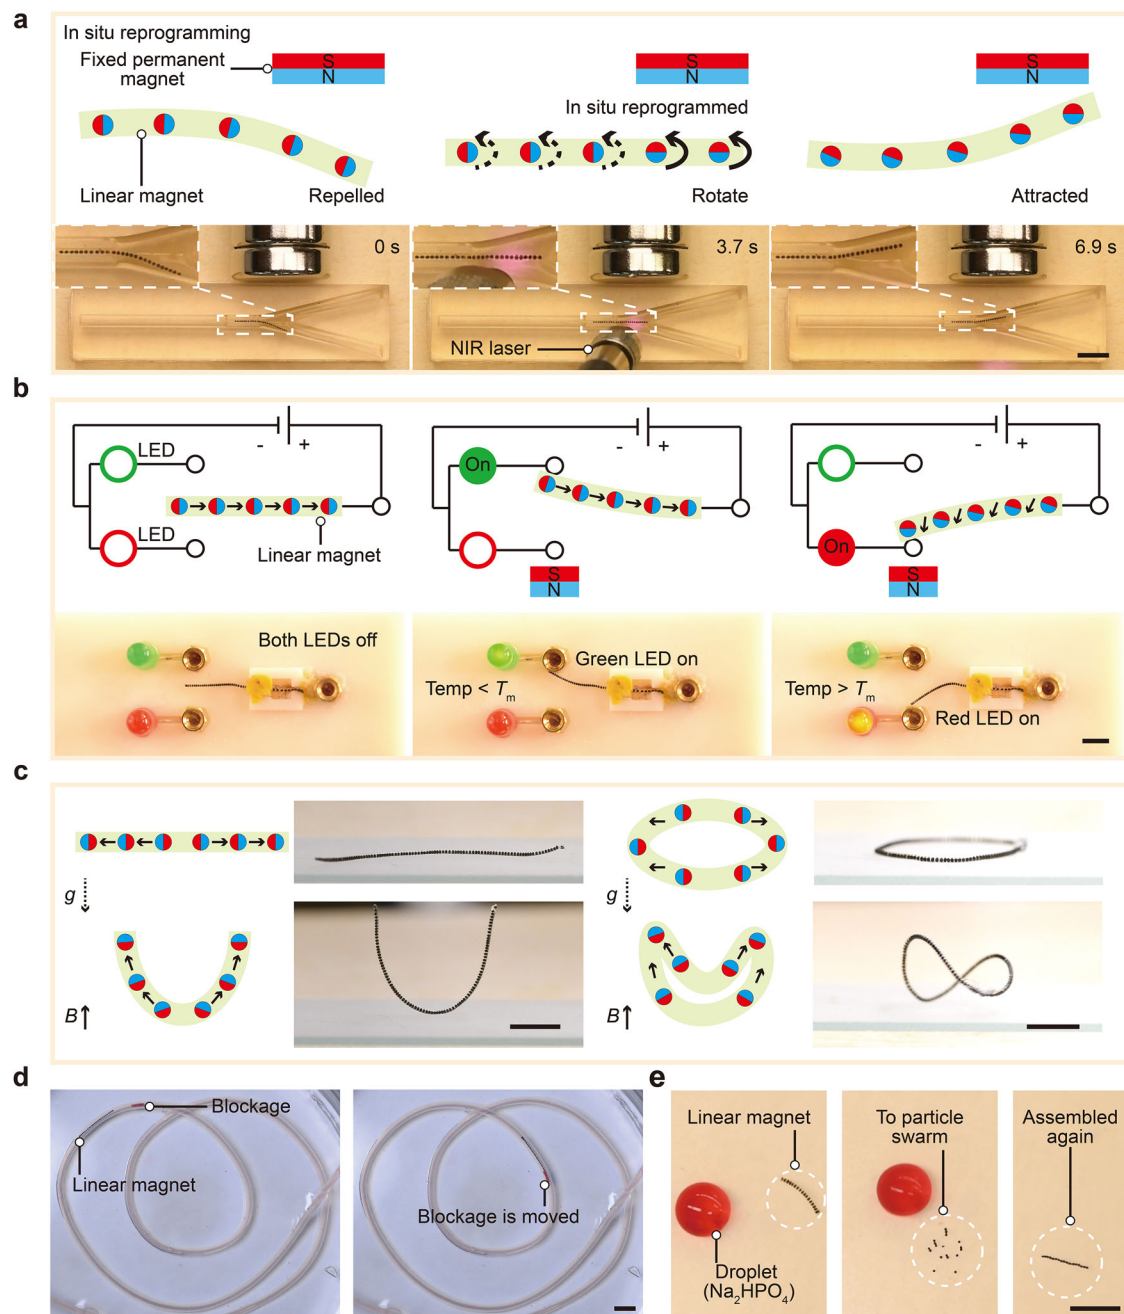 a
In situ reprogramming
Fixed permanent
magnet
S
N
Linear magnet
Repelled
S
N
In situ reprogrammed
Rotate
S
N
Attracted
0 s
3.7 s
NIR laser
6.9 s
b
LED
- +
LED
Linear magnet
On
- +
S
N
- +
On
S
N
Both LEDs off
Green LED on
Temp < Tm
Temp > Tm
Red LED on
c
g
B
g
B
d
Blockage
Linear magnet
Blockage is moved
e
Linear magnet
Droplet
(Na₂HPO₄)
To particle
swarm
Assembled
again